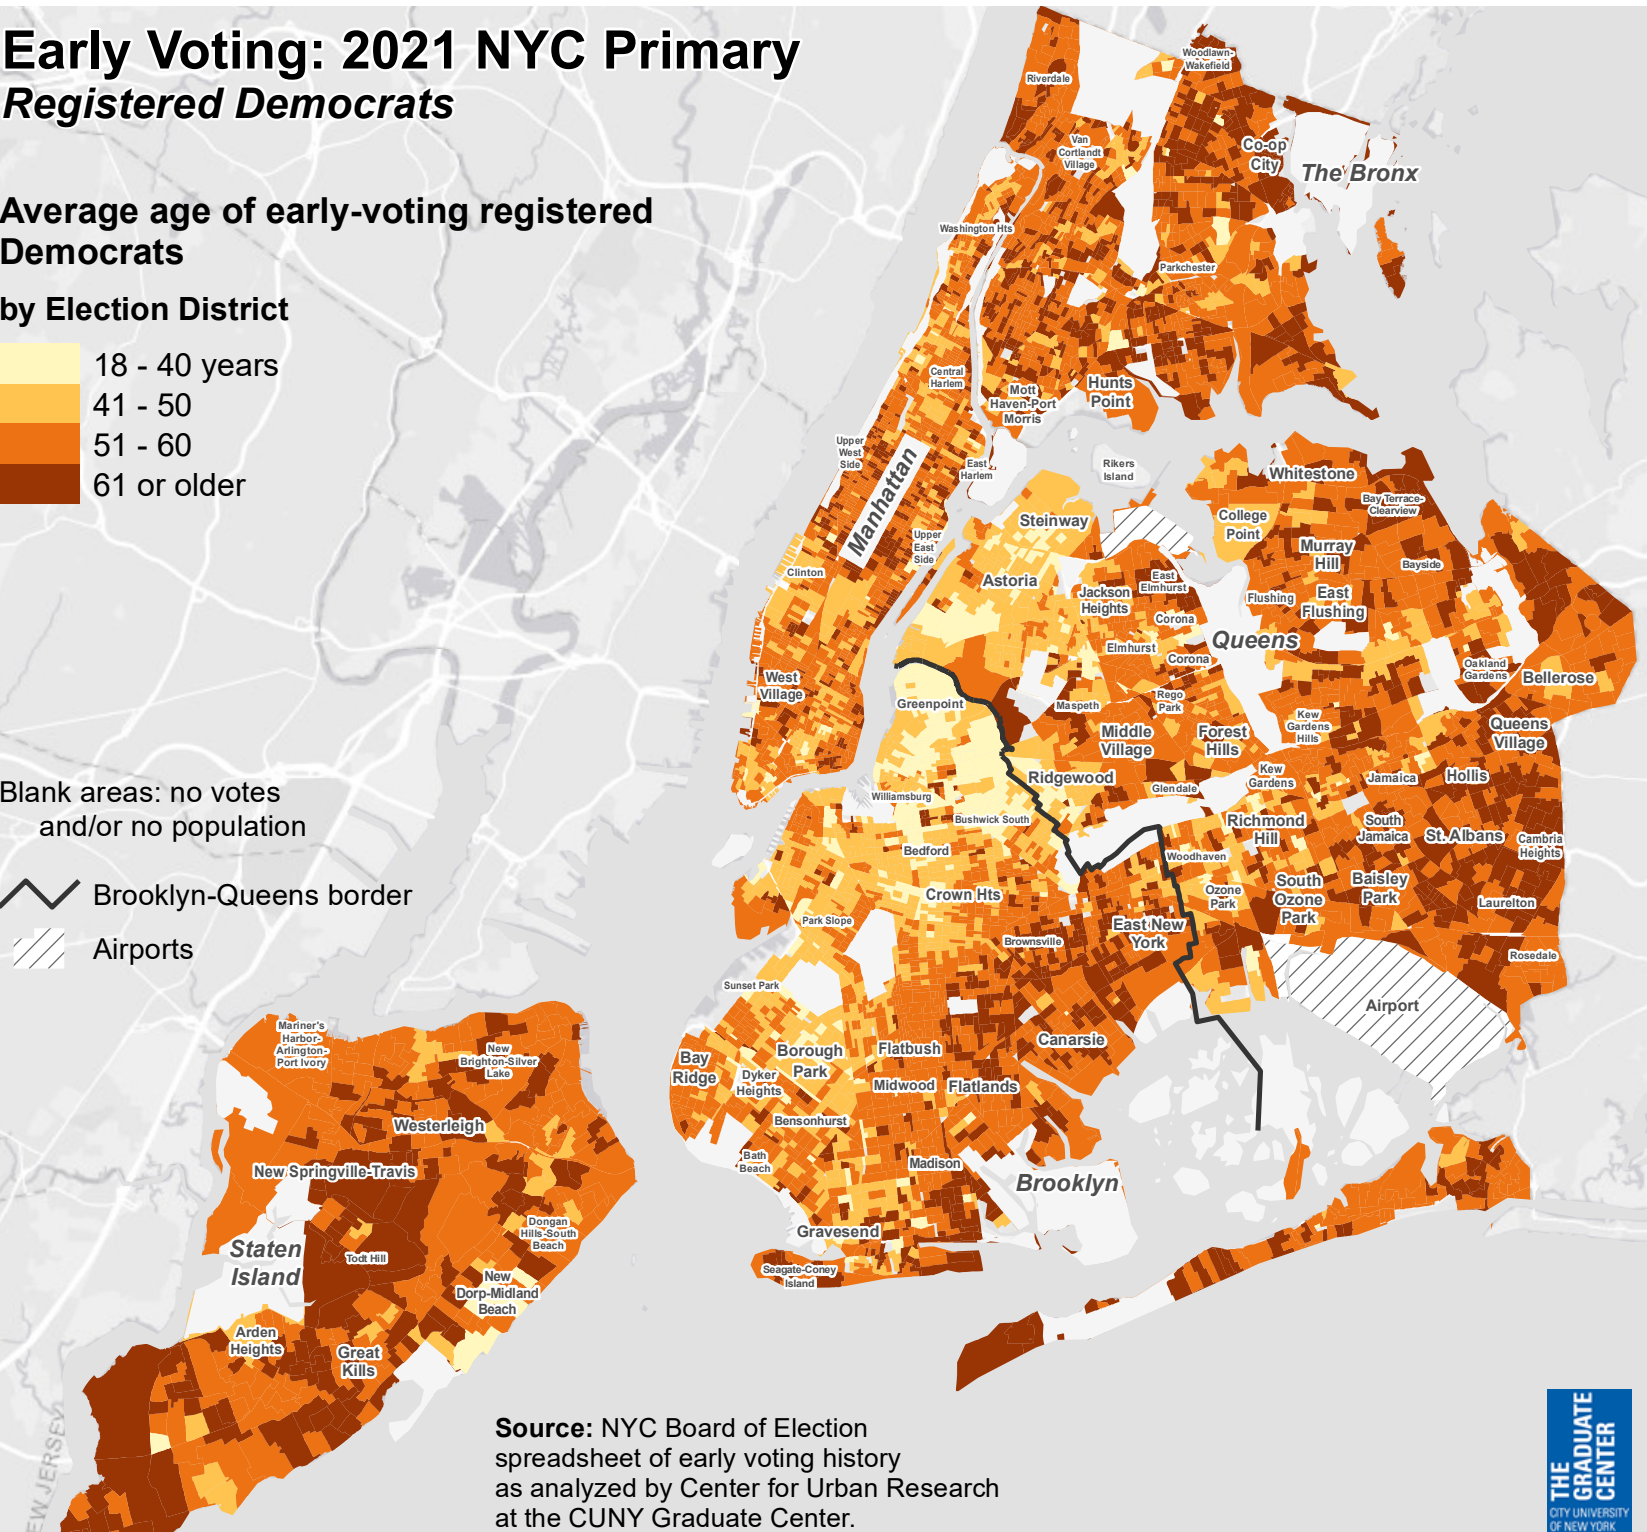 Early Voting: 2021 NYC Primary
Registered Democrats
Average age of early-voting registered
Democrats
by Election District
18 - 40 years
41 - 50
51 - 60
61 or older
Blank areas: no votes
and/or no population
Brooklyn-Queens border
Airports
Woodlawn-
Wakefield
Riverdale
Van
Cortlandt
Village
Co-op
City
The Bronx
Washington Hts
Parkchester
Central
Harlem
Mott
Haven-Port
Morris
Hunts
Point
Upper
West
Side
Manhattan
East
Harlem
Rikers
Island
Whitestone
Bay Terrace-
Clearview
College
Point
Steinway
Upper
East
Side
Murray
Hill
Bayside
Clinton
Astoria
East
Elmhurst
Jackson
Heights
Flushing
East
Flushing
Corona
Queens
Elmhurst
Corona
Oakland
Gardens
Bellerose
West
Village
Greenpoint
Maspeth
Rego
Park
Middle
Village
Forest
Hills
Kew
Gardens
Hills
Queens
Village
Ridgewood
Glendale
Kew
Gardens
Jamaica
Hollis
Williamsburg
Bushwick South
Richmond
Hill
South
Jamaica
St. Albans
Cambria
Heights
Bedford
Woodhaven
Crown Hts
Ozone
Park
South
Ozone
Park
Baisley
Park
Laurelton
Park Slope
East New
York
Brownsville
Rosedale
Sunset Park
Airport
Bay
Ridge
Borough
Park
Dyker
Heights
Flatbush
Canarsie
Midwood
Flatlands
Bensonhurst
Bath
Beach
Madison
Brooklyn
Gravesend
Seagate-Coney
Island
Mariner's
Harbor-
Arlington-
Port Ivory
New
Brighton-Silver
Lake
Westerleigh
New Springville-Travis
Dongan
Hills-South
Beach
Staten
Island
Todt Hill
New
Dorp-Midland
Beach
Arden
Heights
Great
Kills
EW JERSEY
Source: NYC Board of Election
spreadsheet of early voting history
as analyzed by Center for Urban Research
at the CUNY Graduate Center.
THE
GRADUATE
CENTER
CITY UNIVERSITY
OF NEW YORK